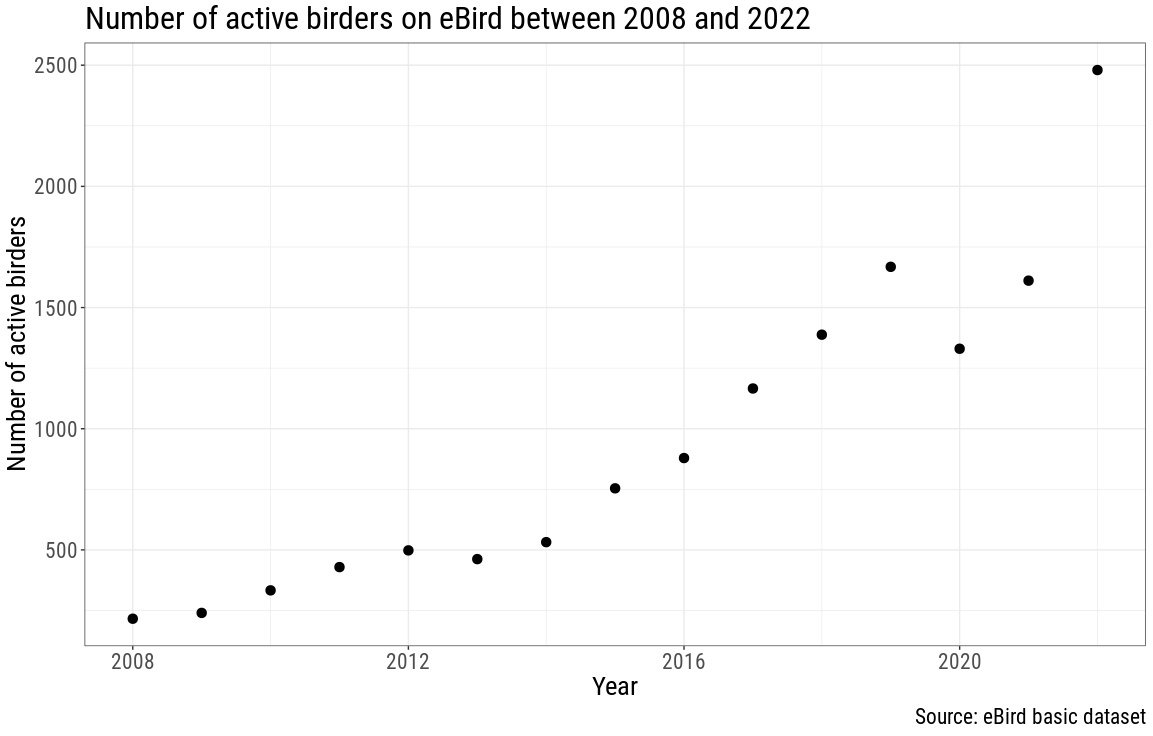 Number of active birders on eBird between 2008 and 2022
2500
2000
1500
1000
500
Number of active birders
2008 2012 2016 2020
Year
Source: eBird basic dataset